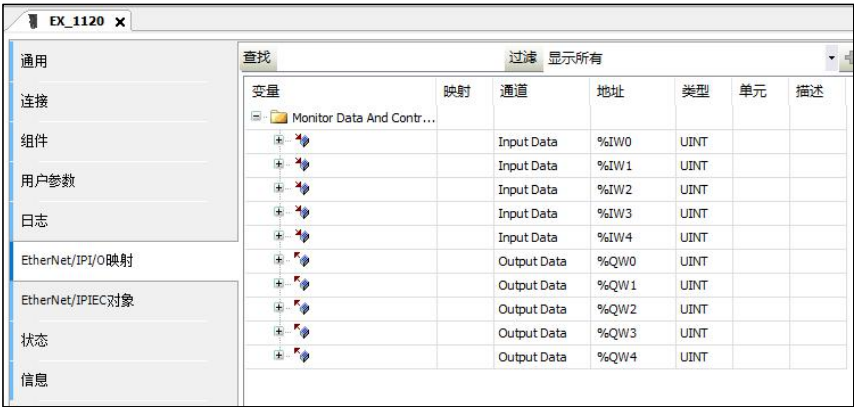 EX_1120
通用
连接
组件
用户参数
日志
EtherNet/IPI/O映射
EtherNet/IPIEC对象
状态
信息
查找 过滤 显示所有
变量 映射 通道 地址 类型 单元 描述
Monitor Data And Contr...
Input Data %IW0 UINT
Input Data %IW1 UINT
Input Data %IW2 UINT
Input Data %IW3 UINT
Input Data %IW4 UINT
Output Data %QW0 UINT
Output Data %QW1 UINT
Output Data %QW2 UINT
Output Data %QW3 UINT
Output Data %QW4 UINT